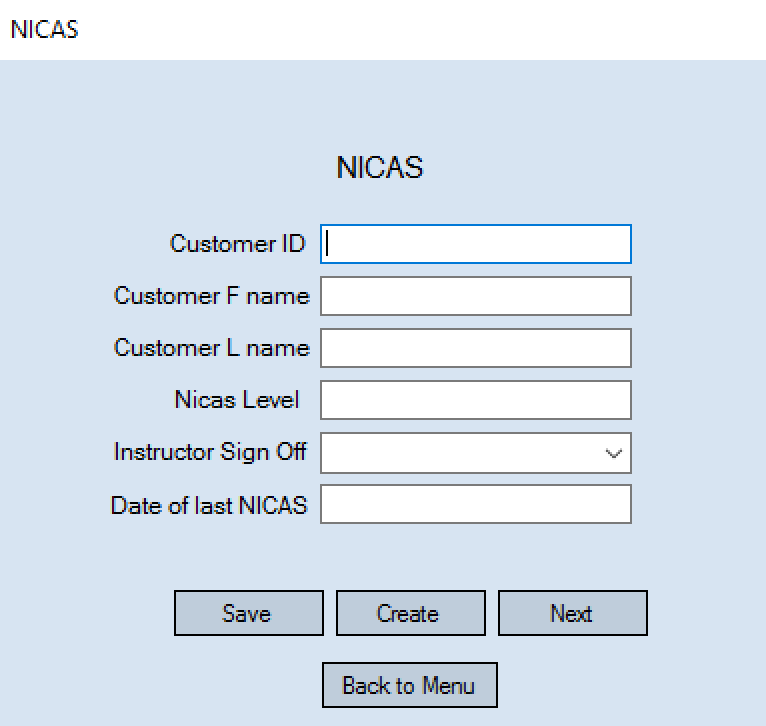 NICAS
NICAS
Customer ID
Customer F name
Customer L name
Nicas Level
Instructor Sign Off
Date of last NICAS
Save Create Next
Back to Menu